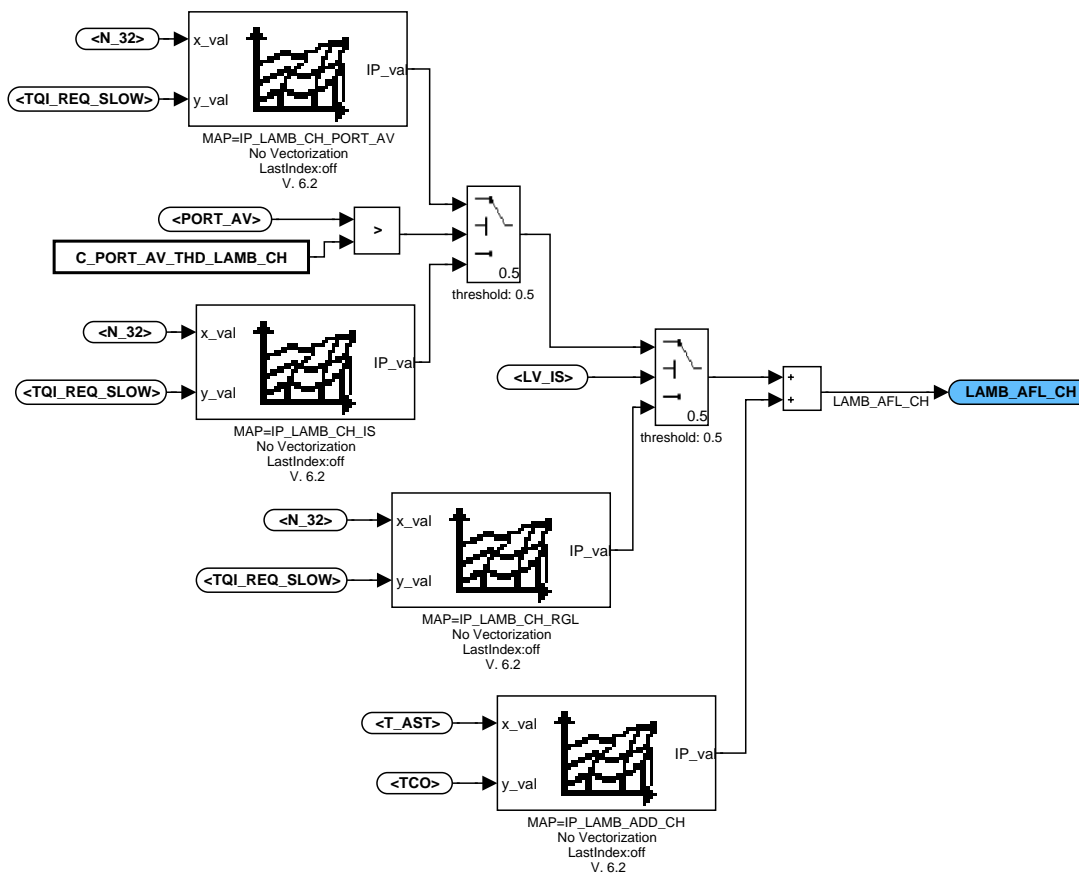 <N_32>
x_val
IP_val
<TQI_REQ_SLOW>
y_val
MAP=IP_LAMB_CH_PORT_AV
No Vectorization
LastIndex:off
V. 6.2
<PORT_AV>
>
C_PORT_AV_THD_LAMB_CH
0.5
threshold: 0.5
<N_32>
x_val
IP_val
<TQI_REQ_SLOW>
y_val
MAP=IP_LAMB_CH_IS
No Vectorization
LastIndex:off
V. 6.2
<LV_IS>
0.5
threshold: 0.5
+
+
LAMB_AFL_CH
LAMB_AFL_CH
<N_32>
x_val
IP_val
<TQI_REQ_SLOW>
y_val
MAP=IP_LAMB_CH_RGL
No Vectorization
LastIndex:off
V. 6.2
<T_AST>
x_val
IP_val
<TCO>
y_val
MAP=IP_LAMB_ADD_CH
No Vectorization
LastIndex:off
V. 6.2